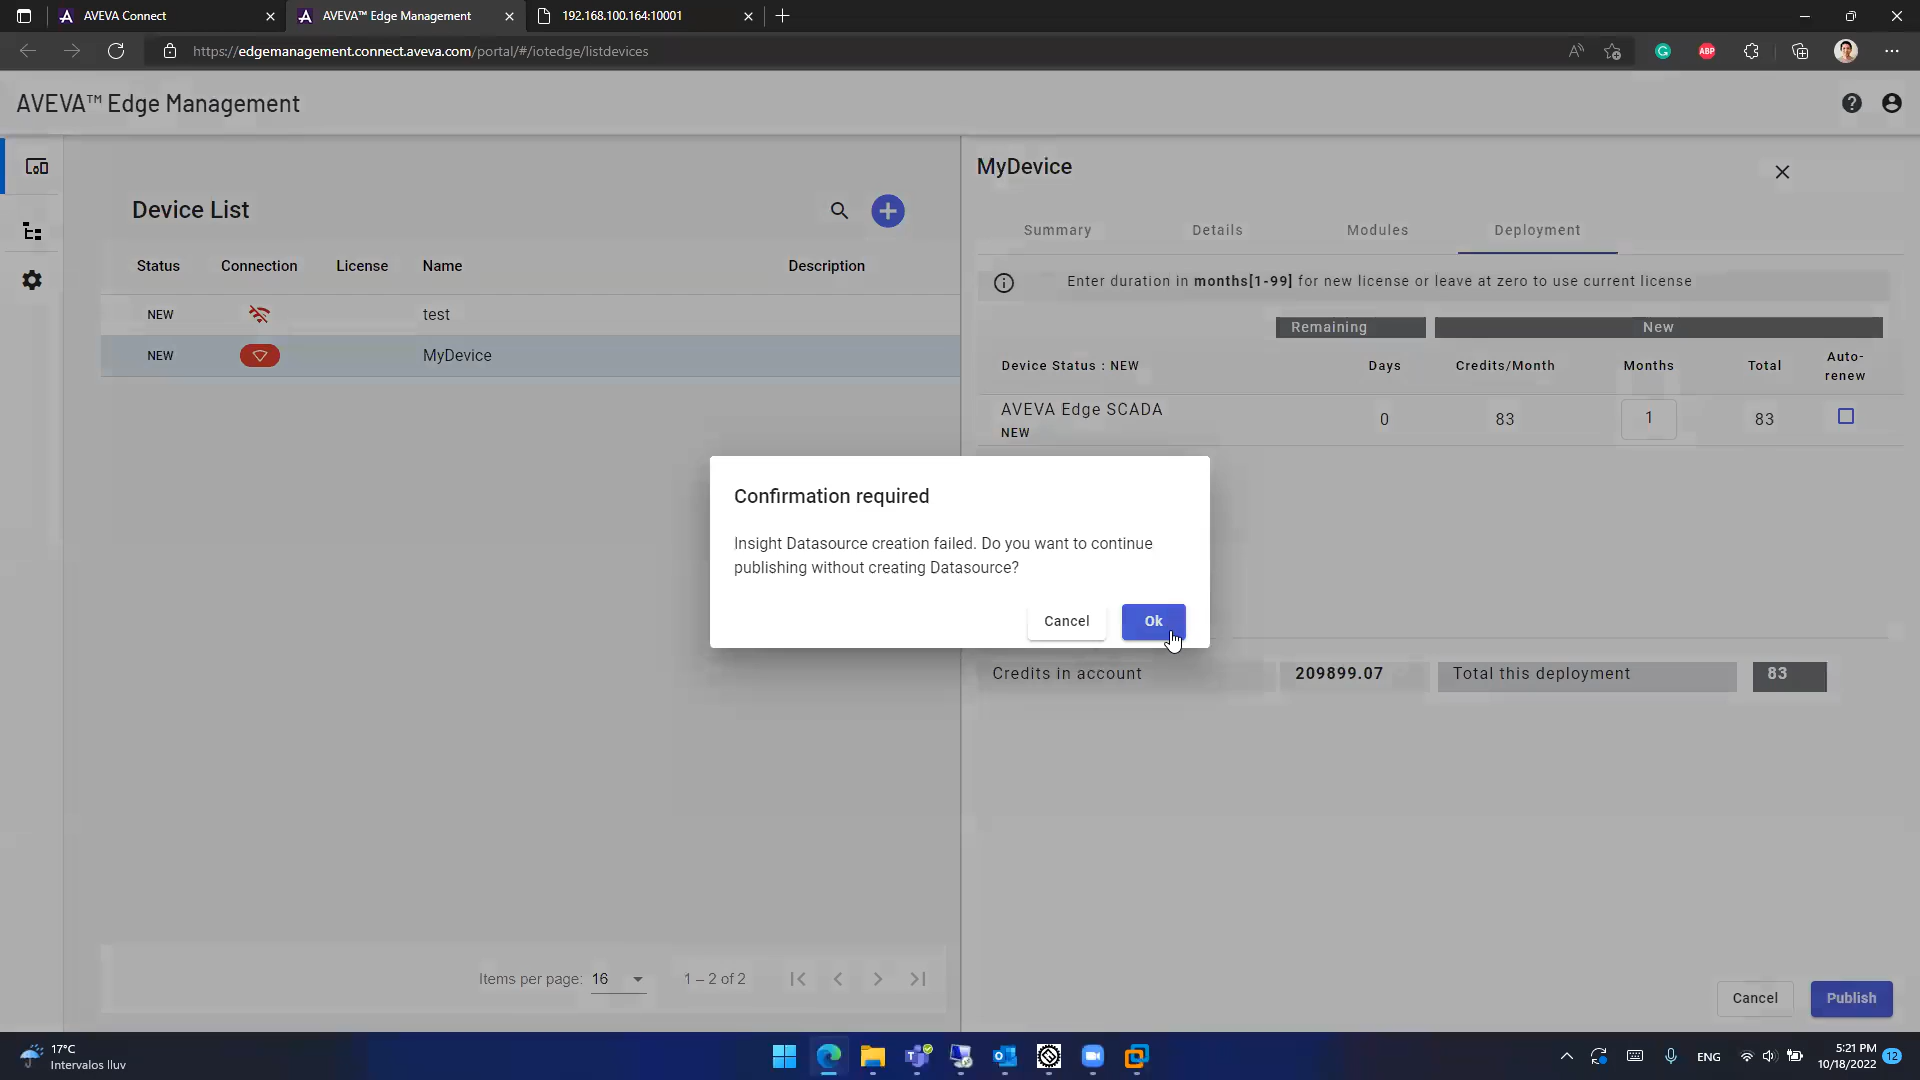 AVEVA Connect
AVEVA™ Edge Management
192.168.100.164:10001
https://edgemanagement.connect.aveva.com/portal/#/iotedge/listdevices
ABP
AVEVA™ Edge Management
Device List
Status Connection License Name Description
NEW test
NEW MyDevice
Items per page: 16 1 – 2 of 2
MyDevice
Summary Details Modules Deployment
Enter duration in months[1-99] for new license or leave at zero to use current license
Remaining New
Device Status : NEW Days Credits/Month Months Total Auto-
renew
AVEVA Edge SCADA 0 83 1 83
NEW
Confirmation required
Insight Datasource creation failed. Do you want to continue
publishing without creating Datasource?
Cancel Ok
Credits in account 209899.07 Total this deployment 83
Cancel Publish
17°C
Intervalos lluv
ENG
5:21 PM
10/18/2022
12